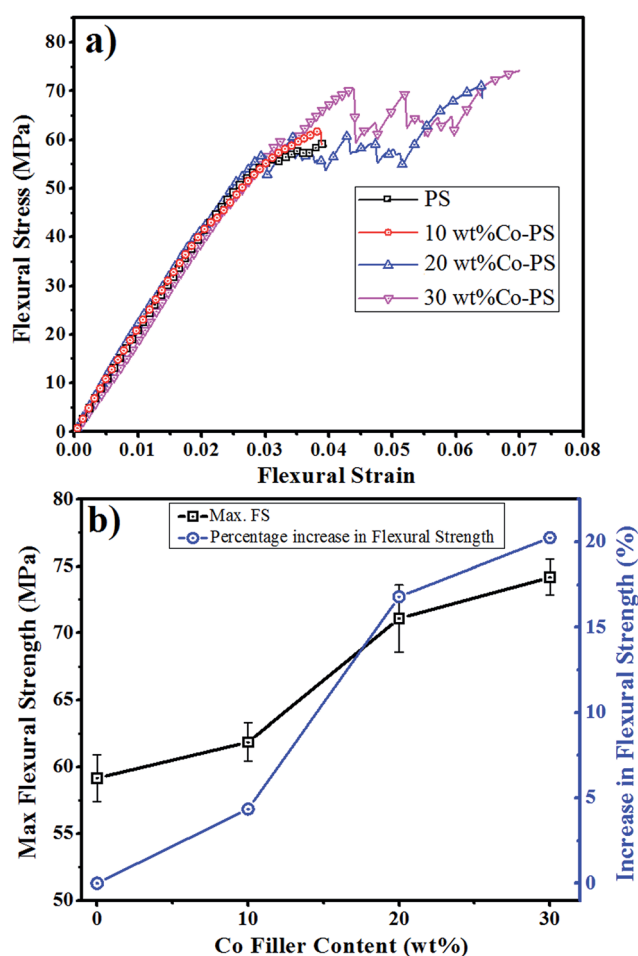 a)
Flexural Stress (MPa)
80
70
60
50
40
30
20
10
0
PS
10 wt%Co-PS
20 wt%Co-PS
30 wt%Co-PS
0.00 0.01 0.02 0.03 0.04 0.05 0.06 0.07 0.08
Flexural Strain
b)
Max. FS
Percentage increase in Flexural Strength
Max Flexural Strength (MPa)
80
75
70
65
60
55
50
20
15
10
5
0
Increase in Flexural Strength (%)
0 10 20 30
Co Filler Content (wt%)